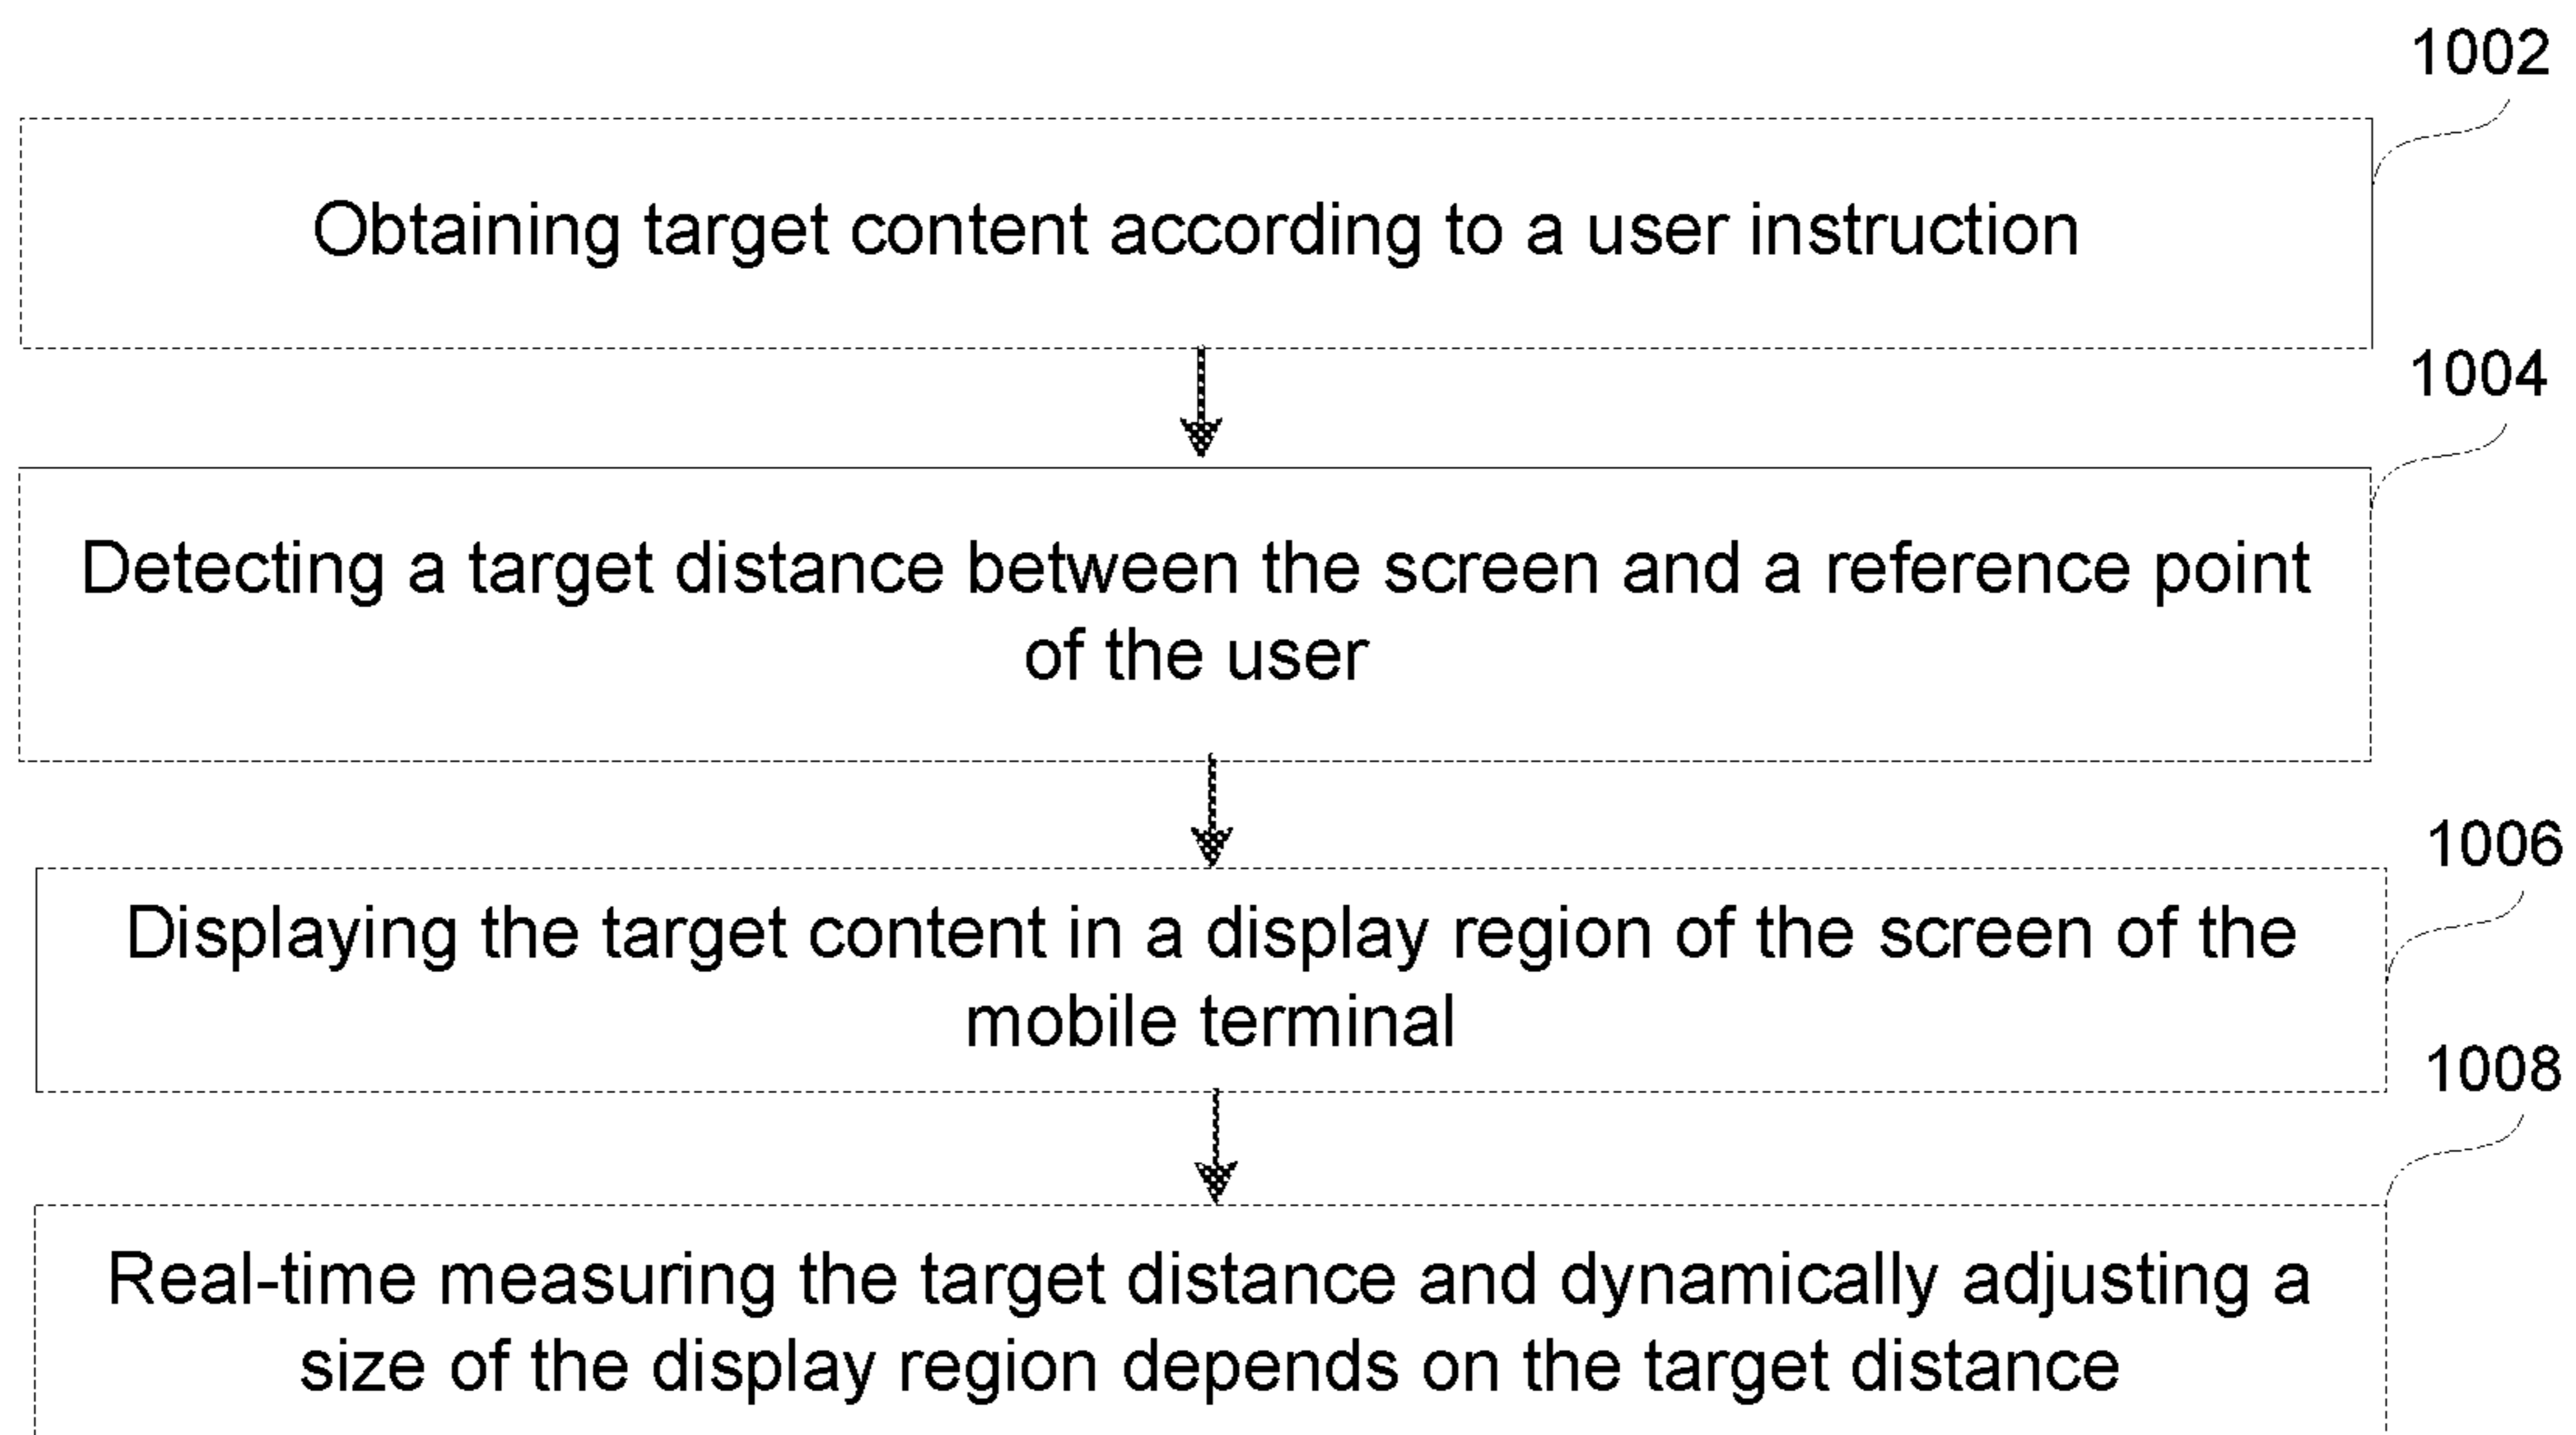 1002
Obtaining target content according to a user instruction
1004
Detecting a target distance between the screen and a reference point
of the user
1006
Displaying the target content in a display region of the screen of the
mobile terminal
1008
Real-time measuring the target distance and dynamically adjusting a
size of the display region depends on the target distance